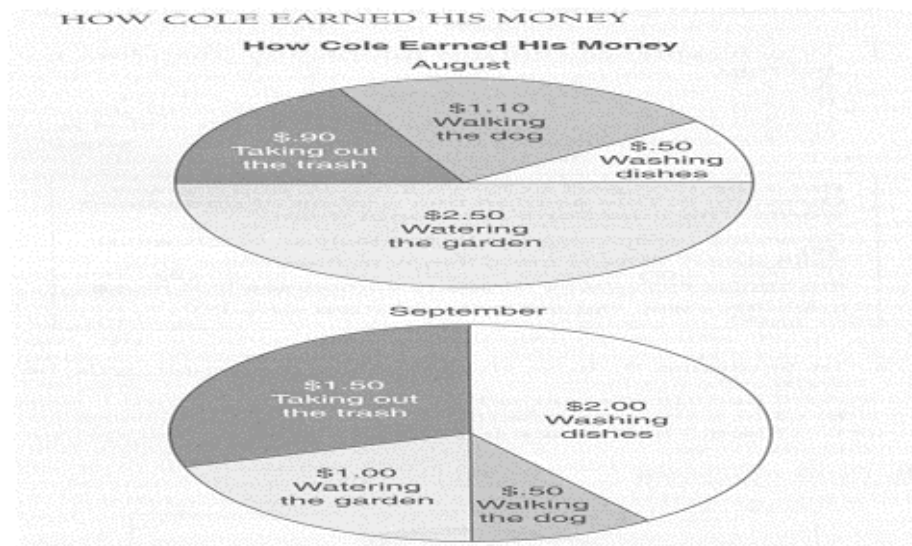 HOW COLE EARNED HIS MONEY
How Cole Earned His Money
August
$1.10
Walking
the dog
$.90
Taking out
the trash
$.50
Washing
dishes
$2.50
Watering
the garden
September
$1.50
Taking out
the trash
$2.00
Washing
dishes
$1.00
Watering
the garden
$.50
Walking
the dog